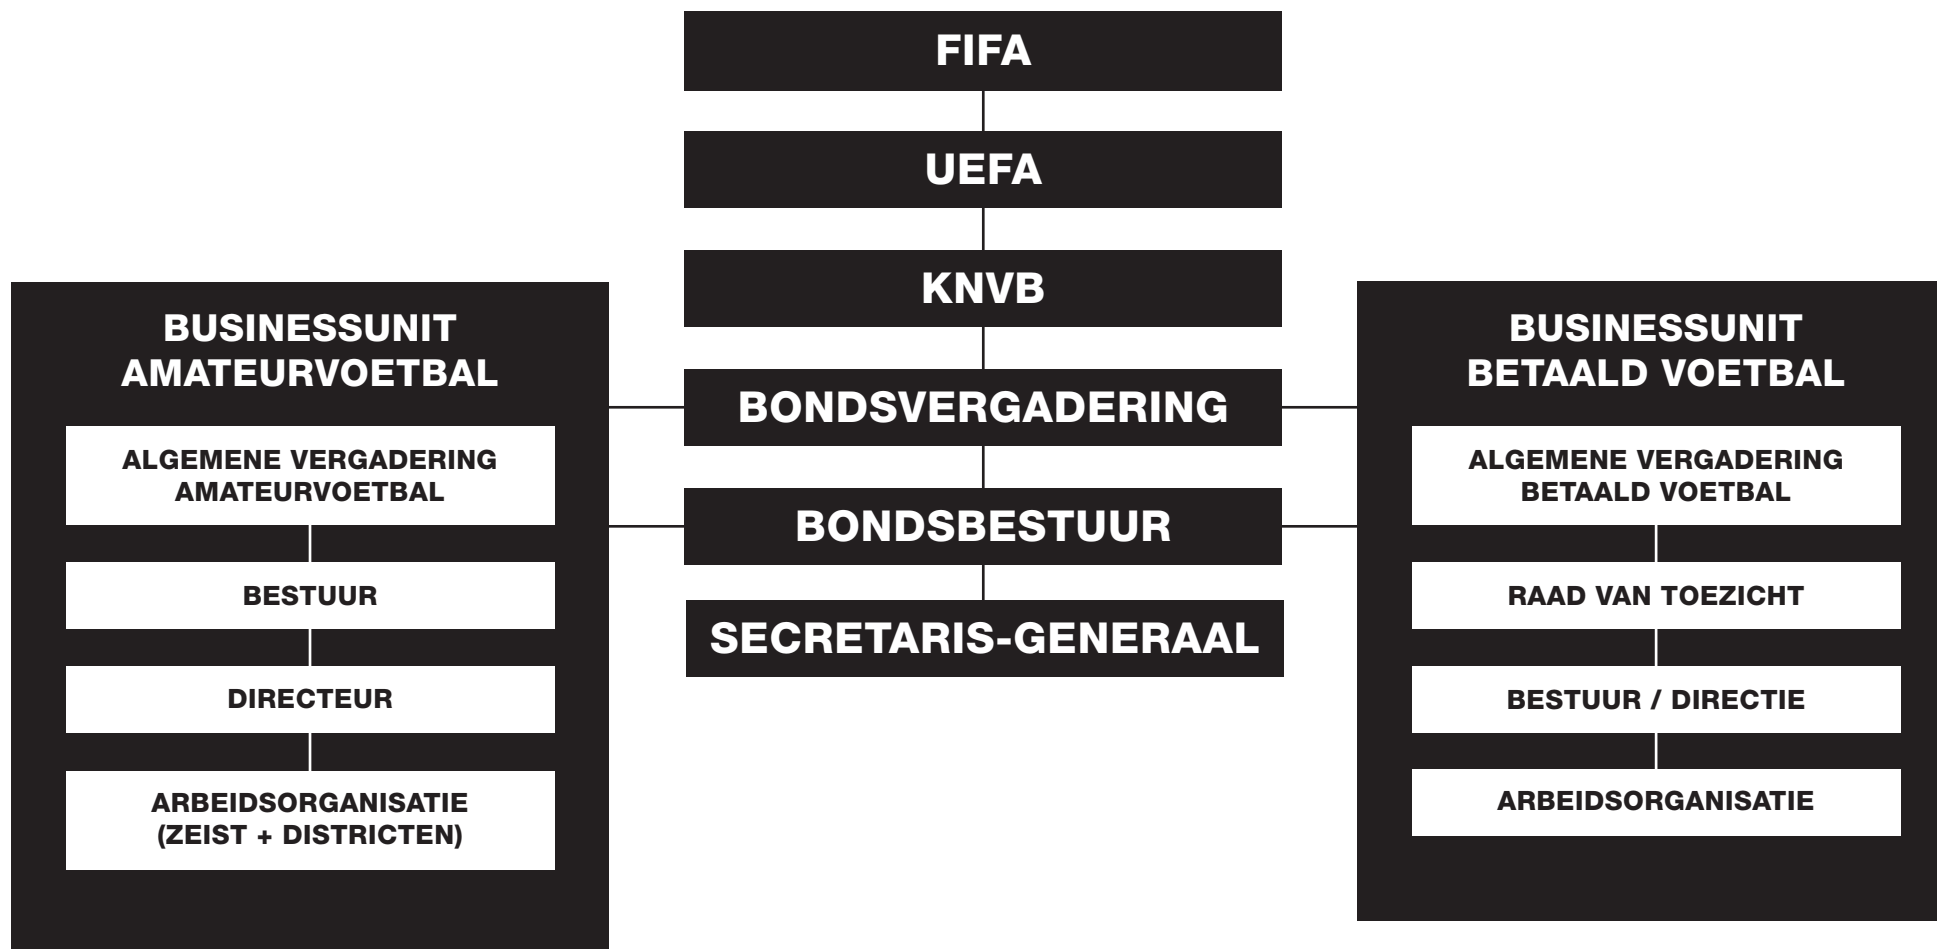 FIFA
UEFA
KNVB
BONDSVERGADERING
BONDSBESTUUR
SECRETARIS-GENERAAL
BUSINESSUNIT
AMATEURVOETBAL
ALGEMENE VERGADERING
AMATEURVOETBAL
BESTUUR
DIRECTEUR
ARBEIDSORGANISATIE
(ZEIST + DISTRICTEN)
BUSINESSUNIT
BETAALD VOETBAL
ALGEMENE VERGADERING
BETAALD VOETBAL
RAAD VAN TOEZICHT
BESTUUR / DIRECTIE
ARBEIDSORGANISATIE